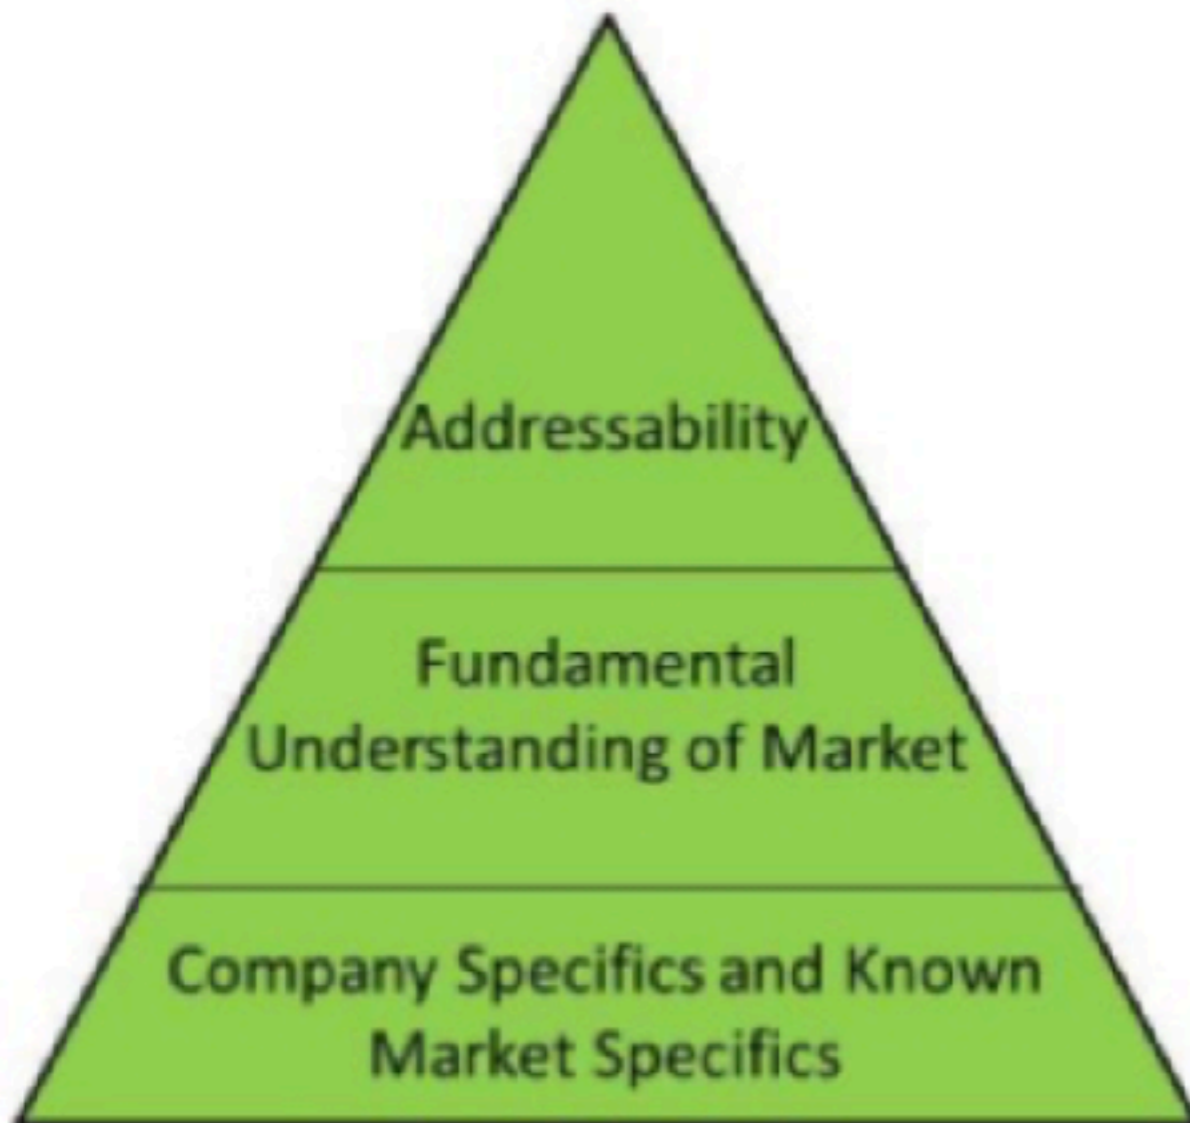 Addressability
Fundamental
Understanding of Market
Company Specifics and Known
Market Specifics